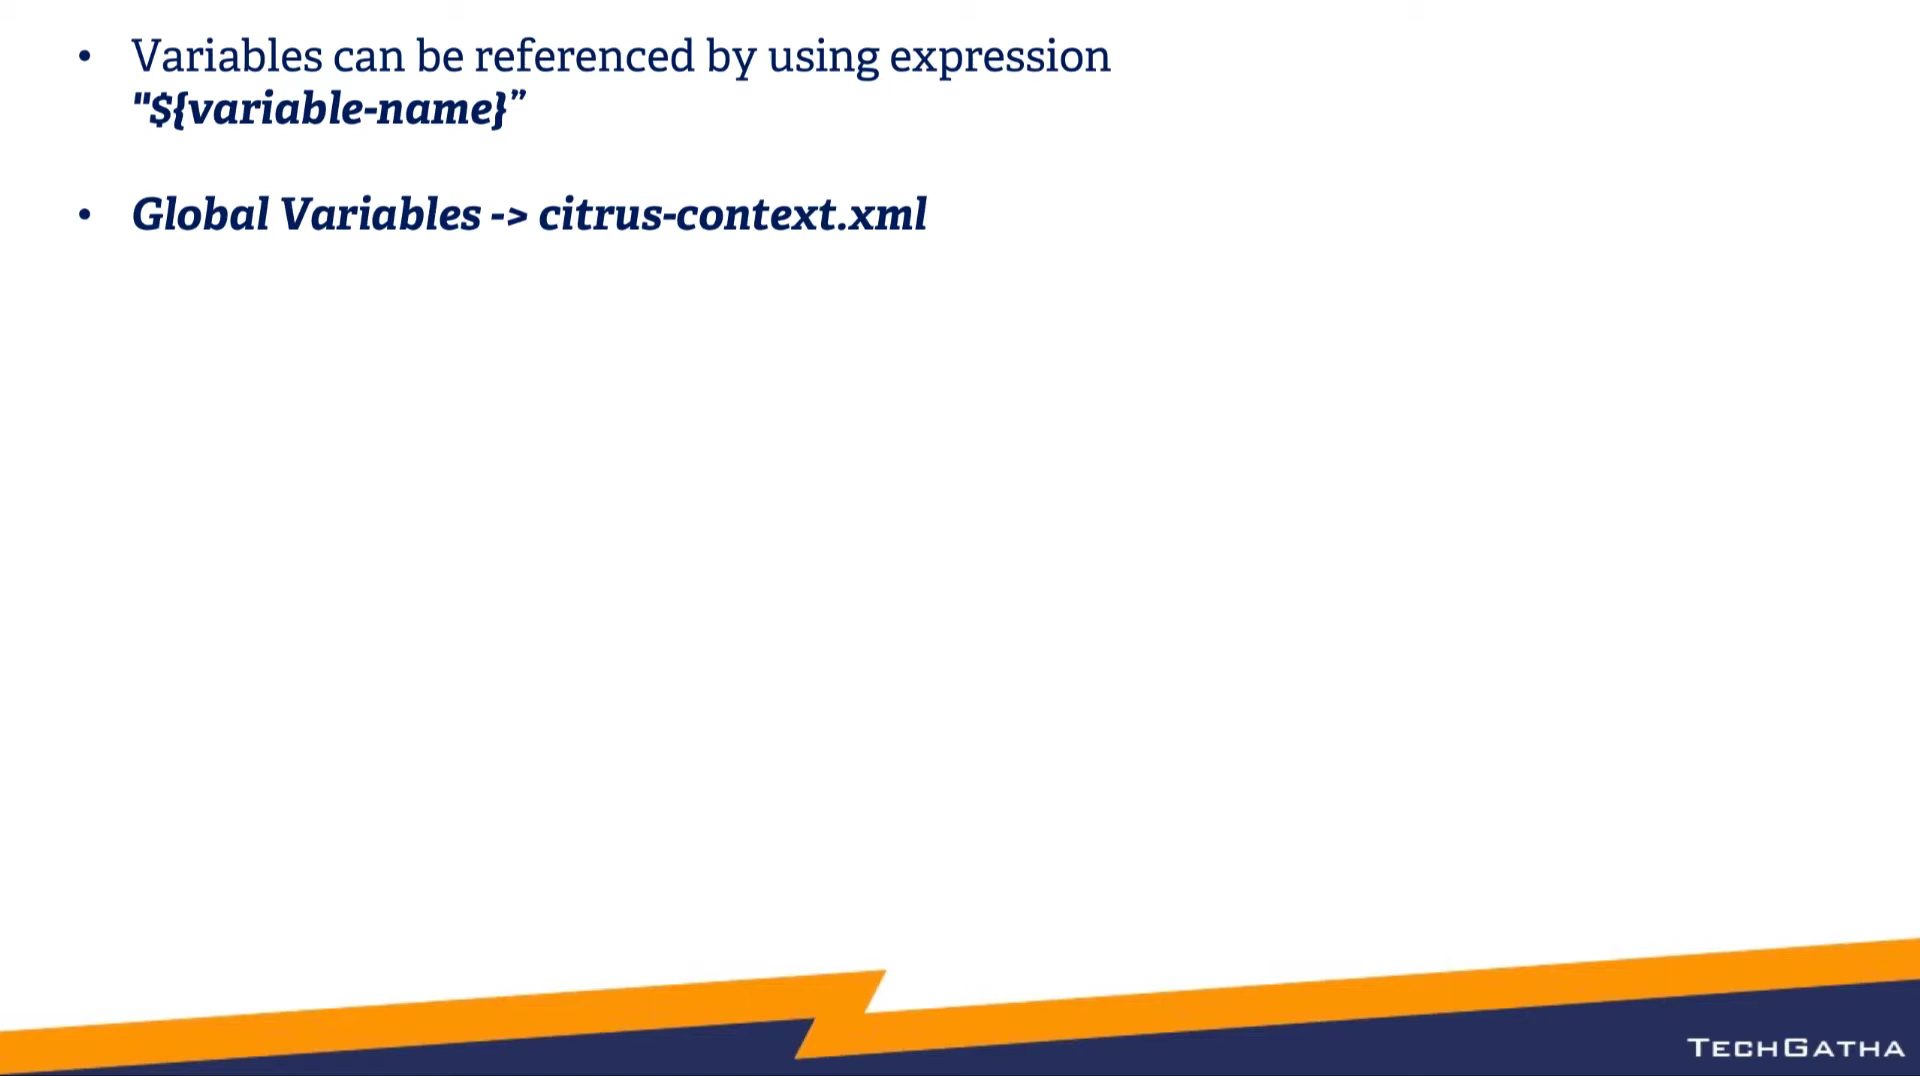 • Variables can be referenced by using expression
"${variable-name}”
• Global Variables -> citrus-context.xml
TECHGATHA